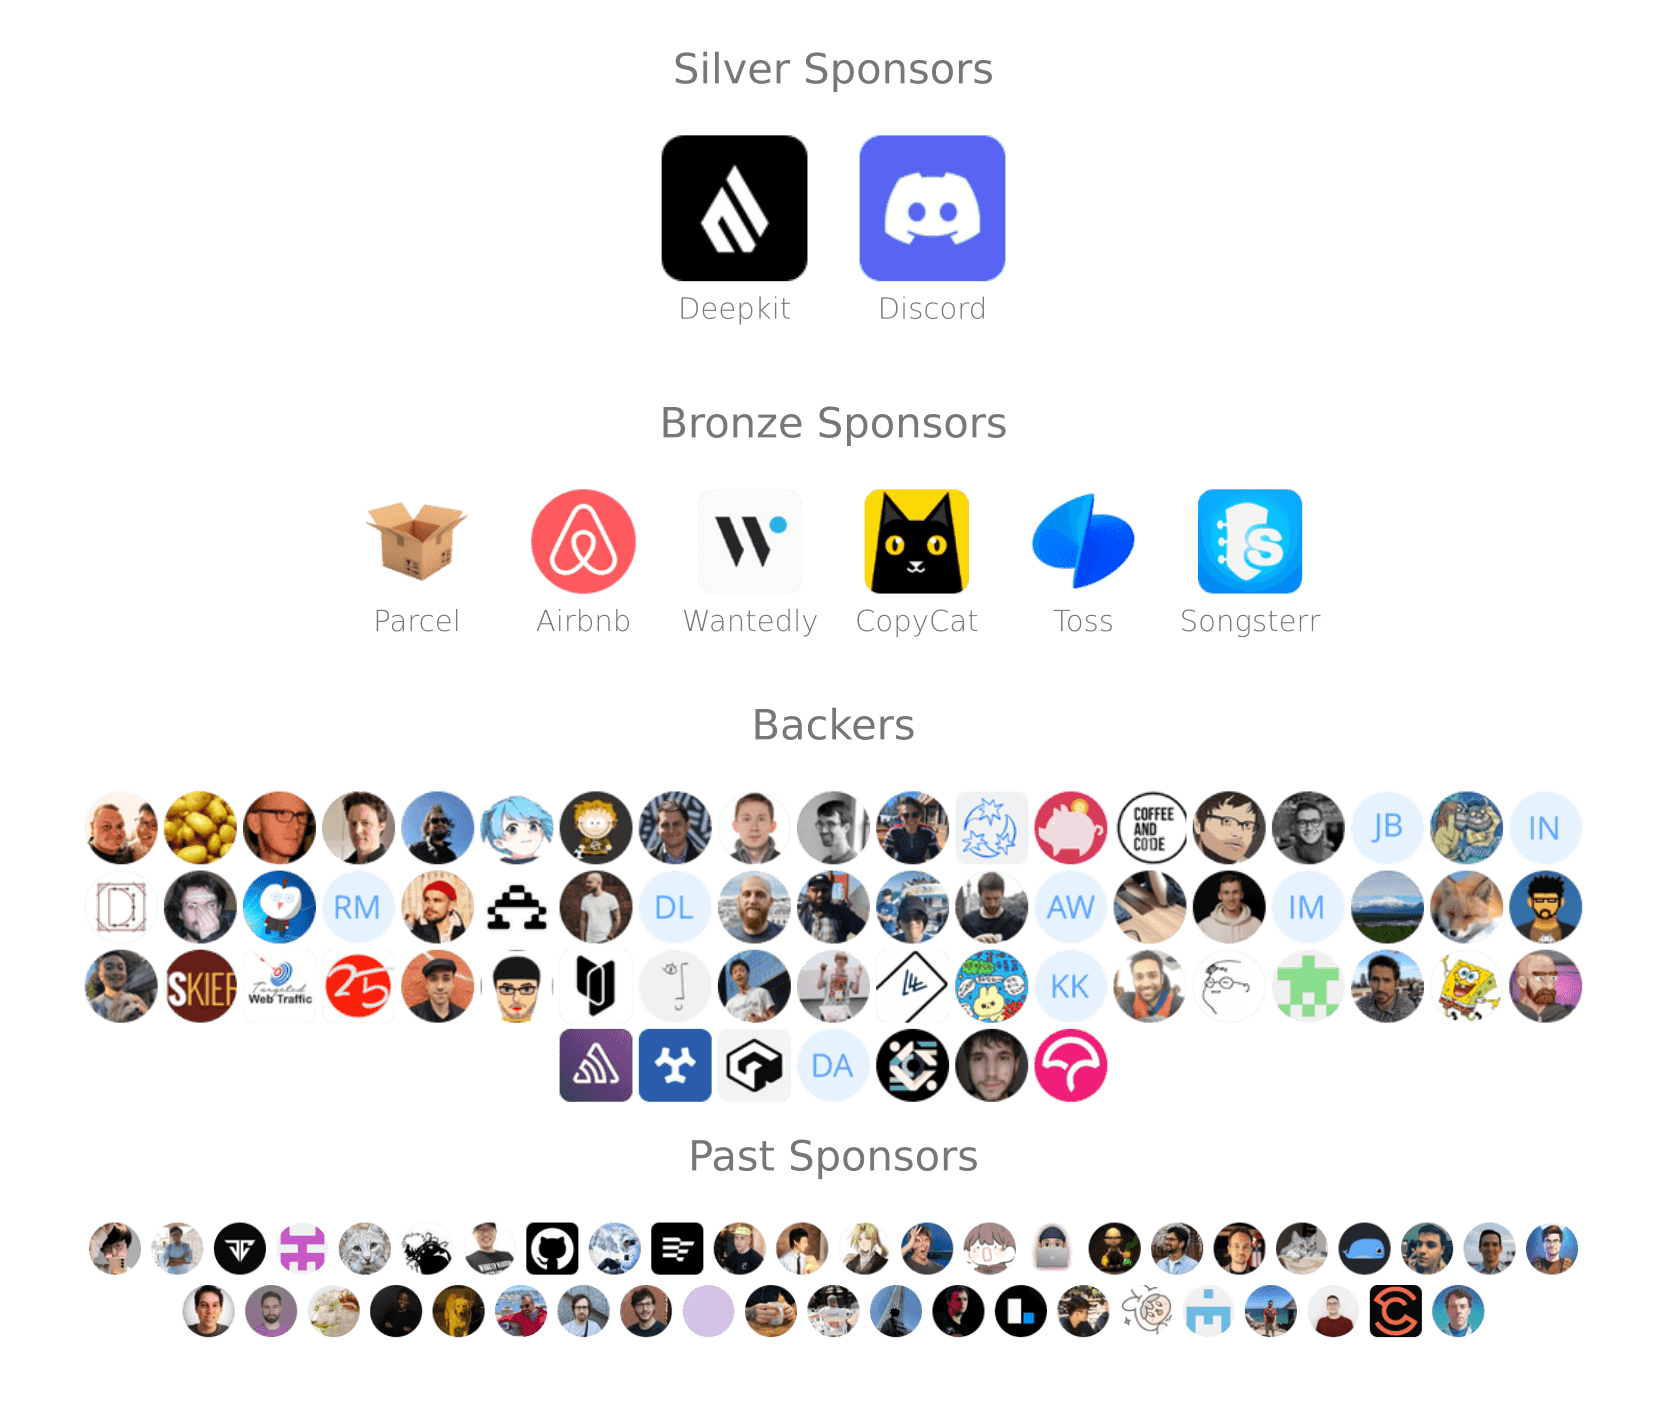 Silver Sponsors
Deepkit Discord
Bronze Sponsors
Parcel Airbnb Wantedly CopyCat Toss Songsterr
Backers
COFFEE
AND
CODE
JB IN
RM DL AW IM
SKIEF
Targeted
Web Traffic
25
KK
DA
Past Sponsors